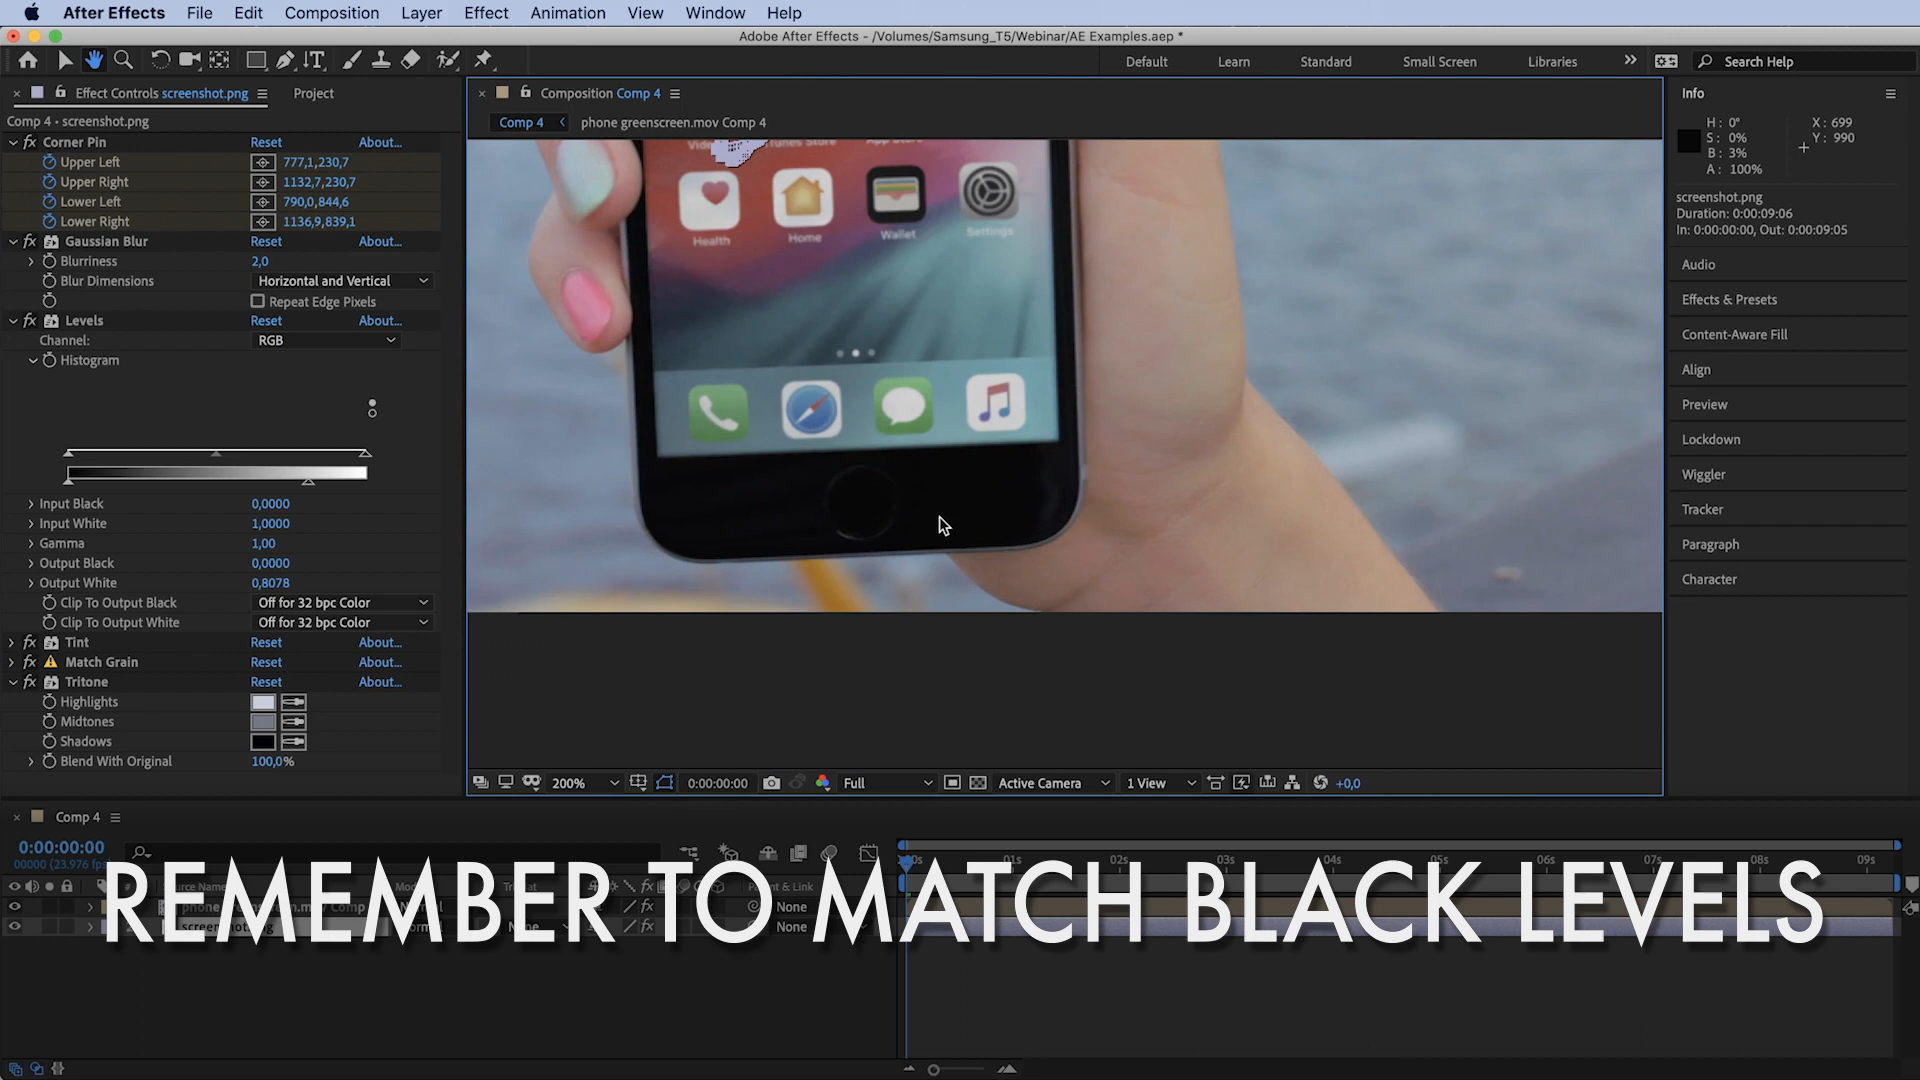 After Effects File Edit Composition Layer Effect Animation View Window Help
Adobe After Effects - /Volumes/Samsung_T5/Webinar/AE Examples.aep *
Default Learn Standard Small Screen Libraries Search Help
Effect Controls screenshot.png Project
Comp 4 • screenshot.png
Corner Pin Reset About...
Upper Left 777,1,230,7
Upper Right 1132,7,230,7
Lower Left 790,0,844,6
Lower Right 1136,9,839,1
Gaussian Blur Reset About...
Blurriness 2,0
Blur Dimensions Horizontal and Vertical
Repeat Edge Pixels
Levels Reset About...
Channel: RGB
Histogram
Input Black 0,0000
Input White 1,0000
Gamma 1,00
Output Black 0,0000
Output White 0,8078
Clip To Output Black Off for 32 bpc Color
Clip To Output White Off for 32 bpc Color
Tint Reset About...
Match Grain Reset About...
Tritone Reset About...
Highlights
Midtones
Shadows
Blend With Original 100,0%
Composition Comp 4
Comp 4 phone greenscreen.mov Comp 4
Health Home Wallet Settings
200% 0:00:00:00 Full Active Camera 1 View +0,0
Info
H: 0° X: 699
S: 0% Y: 990
B: 3%
A: 100%
screenshot.png
Duration: 0:00:09:06
In: 0:00:00:00, Out: 0:00:09:05
Audio
Effects & Presets
Content-Aware Fill
Align
Preview
Lockdown
Wiggler
Tracker
Paragraph
Character
Comp 4
0:00:00:00
01s 02s 03s 04s 05s 06s 07s 08s 09s
None
None
REMEMBER TO MATCH BLACK LEVELS